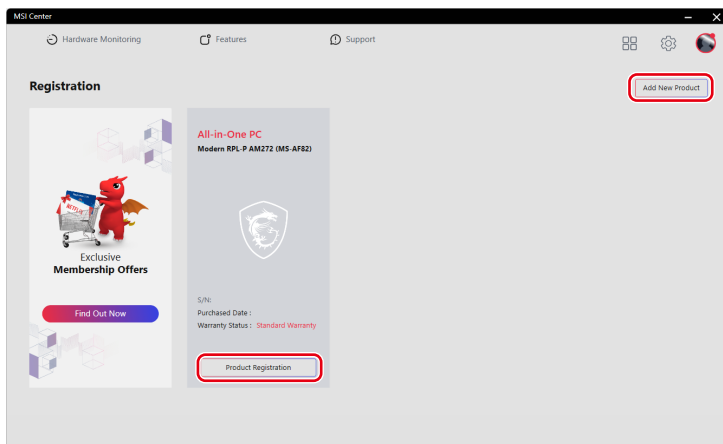 MSI Center
Hardware Monitoring
Features
Support
Registration
Add New Product
All-in-One PC
Modern RPL-P AM272 (MS-AF82)
NETFLIX
Exclusive
Membership Offers
Find Out Now
S/N:
Purchased Date :
Warranty Status : Standard Warranty
Product Registration